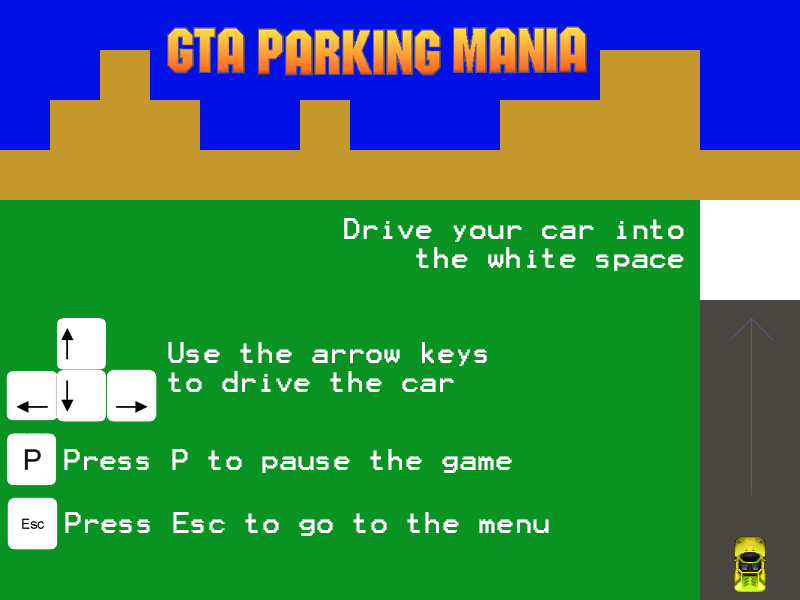 GTA PARKING MANIA
Drive your car into
the white space
Use the arrow keys
to drive the car
P Press P to pause the game
Esc Press Esc to go to the menu